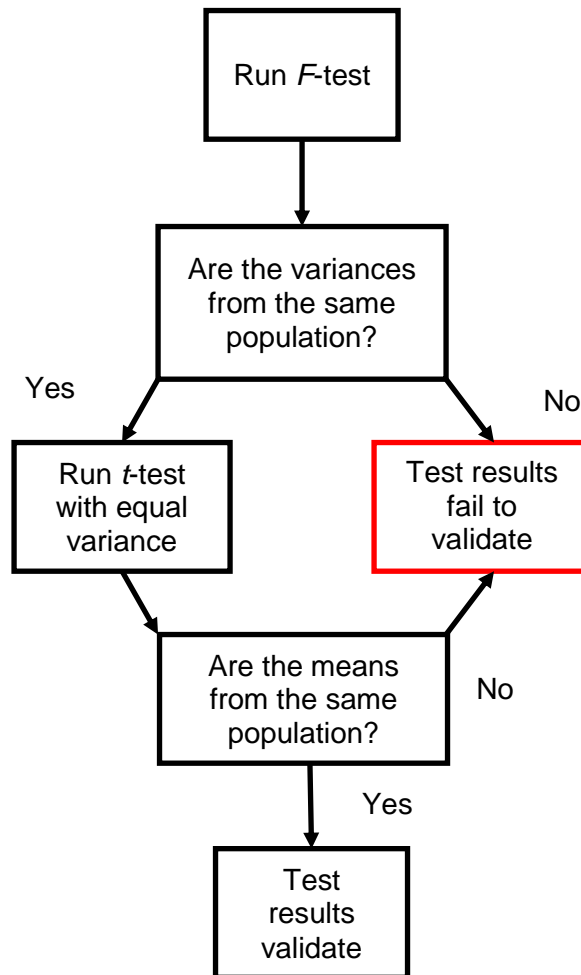 Run F-test
Are the variances
from the same
population?
Yes
No
Run t-test
with equal
variance
Test results
fail to
validate
Are the means
from the same
population?
No
Yes
Test
results
validate